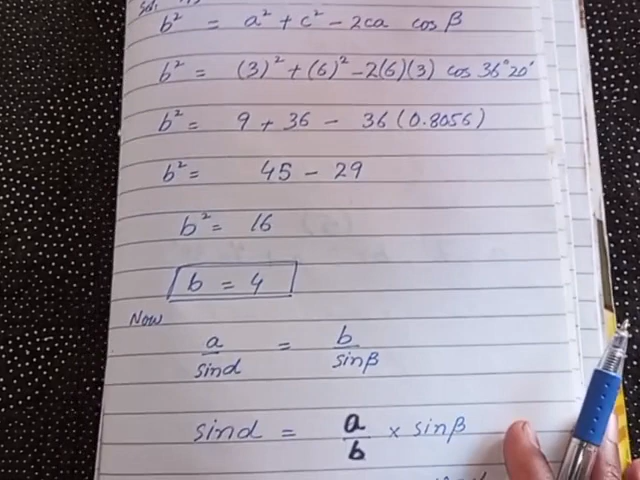 Sol.
b² = a² + c² - 2ca cos β
b² = (3)² + (6)² - 2(6)(3) cos 36°20'
b² = 9 + 36 - 36 (0.8056)
b² = 45 - 29
b² = 16
b = 4
Now
a/sinα = b/sinβ
sinα = a/b × sinβ